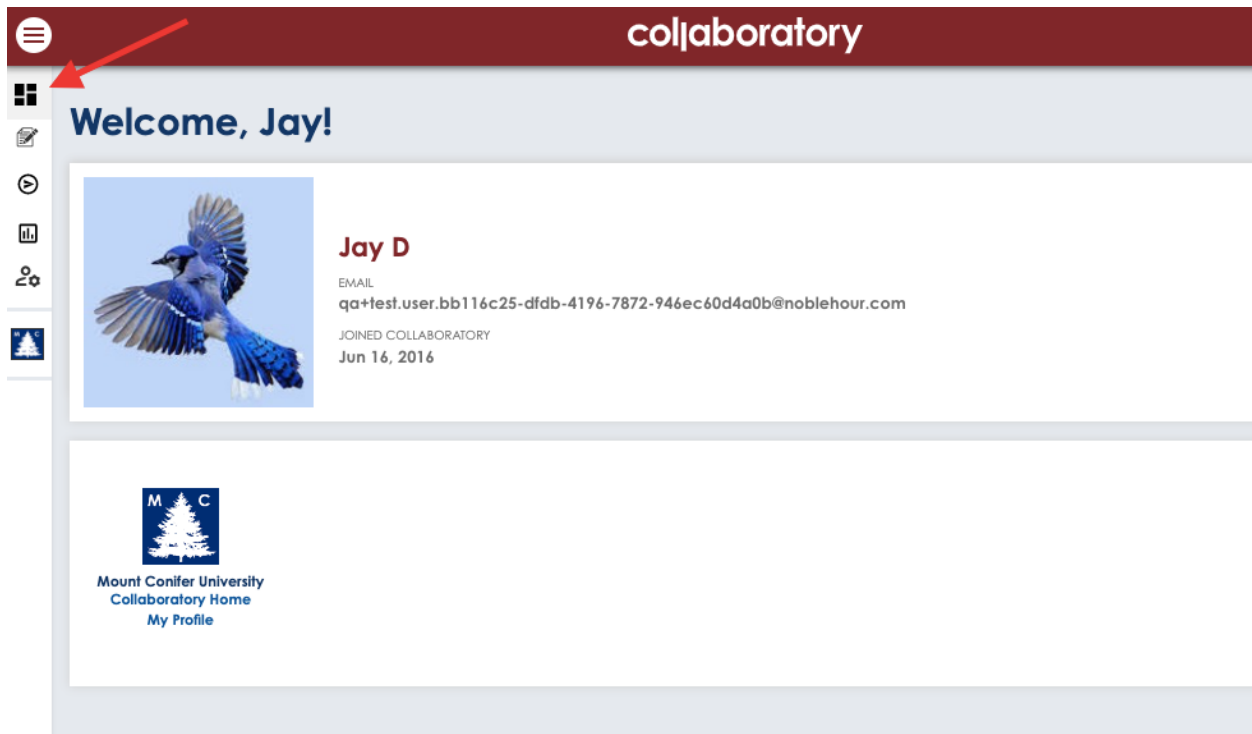 collaboratory
Welcome, Jay!
Jay D
EMAIL
qa+test.user.bb116c25-dfdb-4196-7872-946ec60d4a0b@noblehour.com
JOINED COLLABORATORY
Jun 16, 2016
M C
M C
Mount Conifer University
Collaboratory Home
My Profile